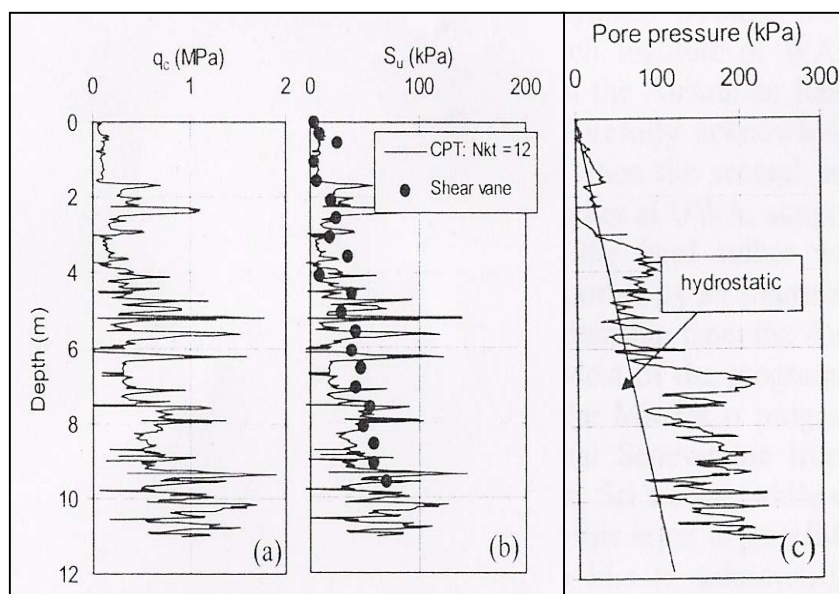 q_c (MPa)
0 1 2
S_u (kPa)
0 100 200
Pore pressure (kPa)
0 100 200 300
Depth (m)
0
2
4
6
8
10
12
CPT: Nkt =12
Shear vane
hydrostatic
(a)
(b)
(c)